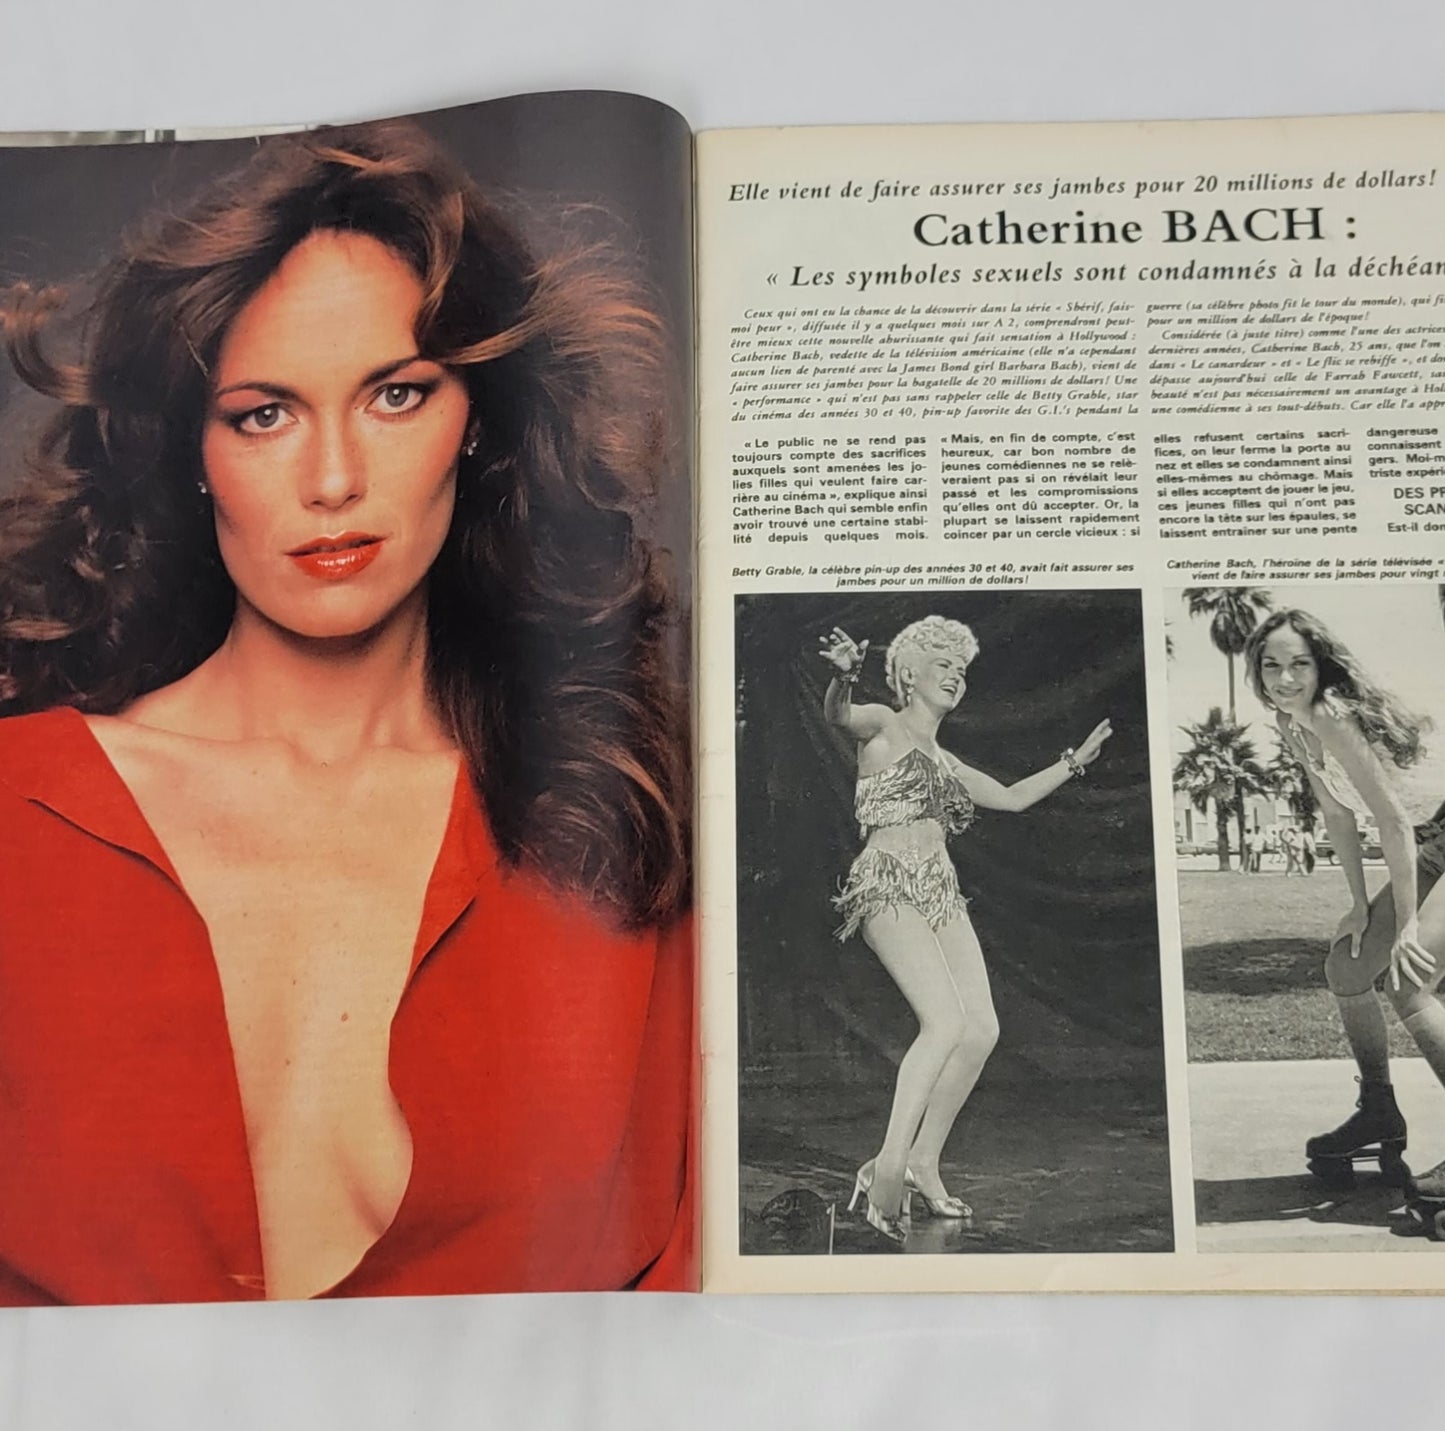 Elle vient de faire assurer ses jambes pour 20 millions de dollars!
Catherine BACH :
« Les symboles sexuels sont condamnés à la déchéan
Ceux qui ont eu la chance de la découvrir dans la série « Shérif, fais-
moi peur », diffusée il y a quelques mois sur A 2, comprendront peut-
être mieux cette nouvelle ahurissante qui fait sensation à Hollywood :
Catherine Bach, vedette de la télévision américaine (elle n'a cependant
aucun lien de parenté avec la James Bond girl Barbara Bach), vient de
faire assurer ses jambes pour la bagatelle de 20 millions de dollars! Une
« performance » qui n'est pas sans rappeler celle de Betty Grable, star
du cinéma des années 30 et 40, pin-up favorite des G.I.'s pendant la
guerre (sa célèbre photo fit le tour du monde), qui fi
pour un million de dollars de l'époque!
Considérée (à juste titre) comme l'une des actrices
dernières années, Catherine Bach, 25 ans, que l'on
dans « Le canardeur » et « Le flic se rebiffe », et do
dépasse aujourd'hui celle de Farrah Fawcett, sa
beauté n'est pas nécessairement un avantage à Hol
une comédienne à ses tout-débuts. Car elle l'a appr
« Le public ne se rend pas
toujours compte des sacrifices
auxquels sont amenées les jo-
lies filles qui veulent faire car-
rière au cinéma », explique ainsi
Catherine Bach qui semble enfin
avoir trouvé une certaine stabi-
lité depuis quelques mois.
« Mais, en fin de compte, c'est
heureux, car bon nombre de
jeunes comédiennes ne se relè-
veraient pas si on révélait leur
passé et les compromissions
qu'elles ont dû accepter. Or, la
plupart se laissent rapidement
coincer par un cercle vicieux : si
elles refusent certains sacri-
fices, on leur ferme la porte au
nez et elles se condamnent ainsi
elles-mêmes au chômage. Mais
si elles acceptent de jouer le jeu,
ces jeunes filles qui n'ont pas
encore la tête sur les épaules, se
laissent entraîner sur une pente
dangereuse
connaissent
gers. Moi-m
triste expéri
DES PR
SCAN
Est-il don
Betty Grable, la célèbre pin-up des années 30 et 40, avait fait assurer ses
jambes pour un million de dollars!
Catherine Bach, l'héroïne de la série télévisée «
vient de faire assurer ses jambes pour vingt